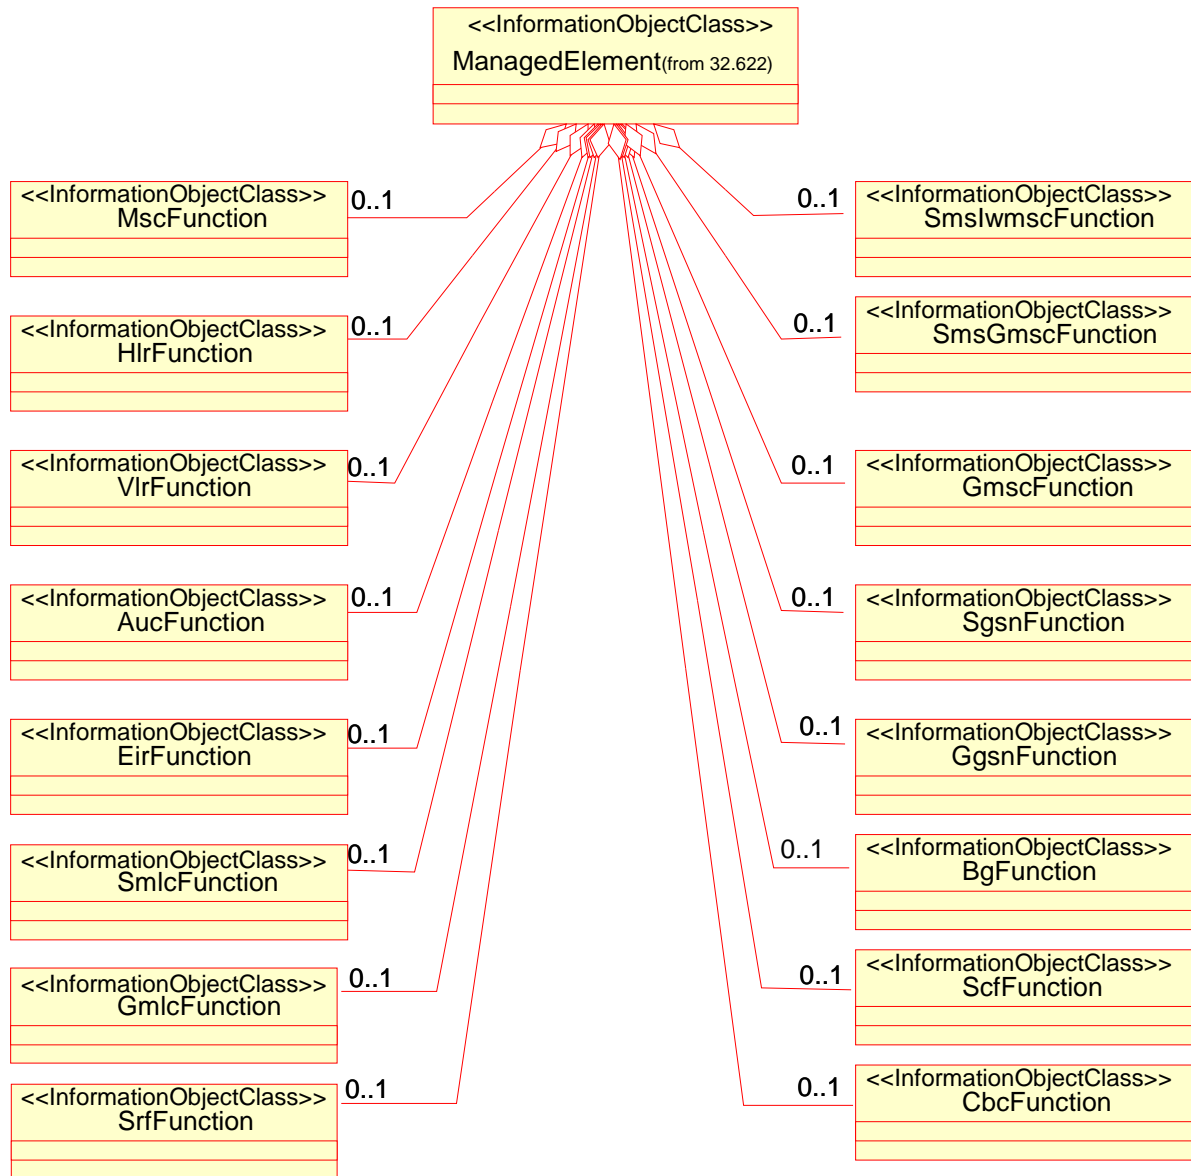 <<InformationObjectClass>>
ManagedElement(from 32.622)
<<InformationObjectClass>>
MscFunction
0..1
<<InformationObjectClass>>
HlrFunction
0..1
<<InformationObjectClass>>
VlrFunction
0..1
<<InformationObjectClass>>
AucFunction
0..1
<<InformationObjectClass>>
EirFunction
0..1
<<InformationObjectClass>>
SmlcFunction
0..1
<<InformationObjectClass>>
GmlcFunction
0..1
<<InformationObjectClass>>
SrfFunction
0..1
0..1
<<InformationObjectClass>>
SmsIwmscFunction
0..1
<<InformationObjectClass>>
SmsGmscFunction
0..1
<<InformationObjectClass>>
GmscFunction
0..1
<<InformationObjectClass>>
SgsnFunction
0..1
<<InformationObjectClass>>
GgsnFunction
0..1
<<InformationObjectClass>>
BgFunction
0..1
<<InformationObjectClass>>
ScfFunction
0..1
<<InformationObjectClass>>
CbcFunction